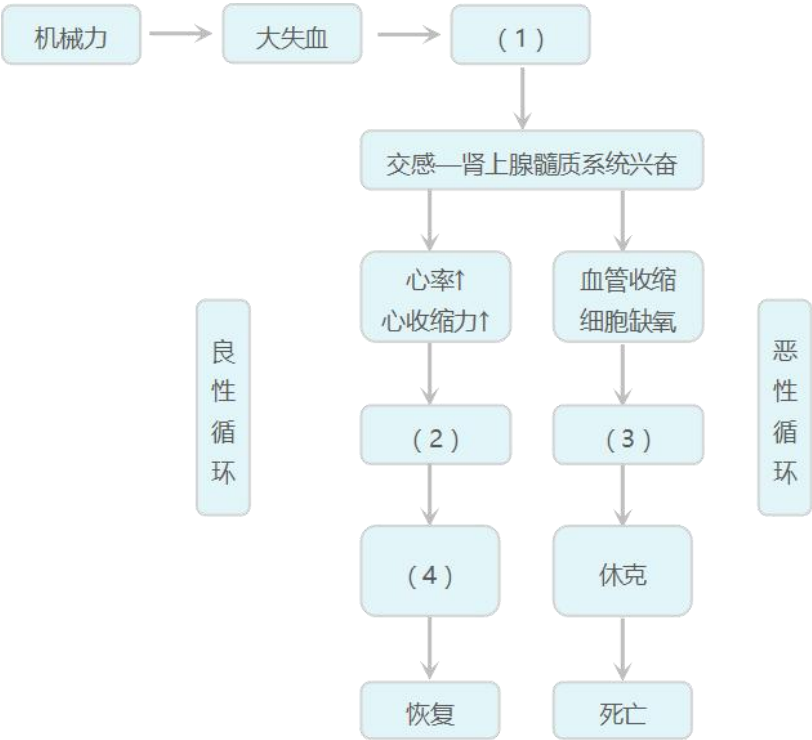 机械力
大失血
（1）
交感—肾上腺髓质系统兴奋
心率↑
心收缩力↑
血管收缩
细胞缺氧
良
性
循
环
恶
性
循
环
（2）
（3）
（4）
休克
恢复
死亡